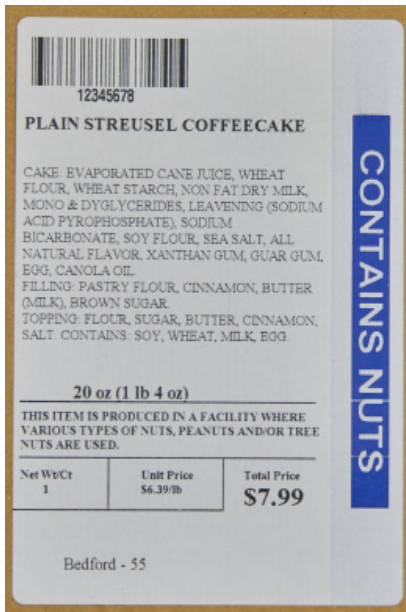 12345678
PLAIN STREUSEL COFFEECAKE
CAKE: EVAPORATED CANE JUICE, WHEAT
FLOUR, WHEAT STARCH, NON FAT DRY MILK,
MONO & DYGLYCERIDES, LEAVENING (SODIUM
ACID PYROPHOSPHATE), SODIUM
BICARBONATE, SOY FLOUR, SEA SALT, ALL
NATURAL FLAVOR, XANTHAN GUM, GUAR GUM,
EGG, CANOLA OIL.
FILLING: PASTRY FLOUR, CINNAMON, BUTTER
(MILK), BROWN SUGAR.
TOPPING: FLOUR, SUGAR, BUTTER, CINNAMON,
SALT. CONTAINS: SOY, WHEAT, MILK, EGG.
20 oz (1 lb 4 oz)
THIS ITEM IS PRODUCED IN A FACILITY WHERE
VARIOUS TYPES OF NUTS, PEANUTS AND/OR TREE
NUTS ARE USED.
Net Wt/Ct Unit Price Total Price
1 $6.39/lb $7.99
Bedford - 55
CONTAINS NUTS